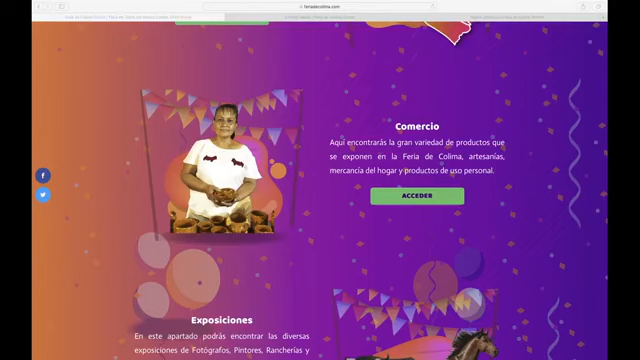 feriadecolima.com
Comercio
Aquí encontrarás la gran variedad de productos que
se exponen en la Feria de Colima, artesanías,
mercancía del hogar y productos de uso personal.
ACCEDER
Exposiciones
En este apartado podrás encontrar las diversas
exposiciones de Fotógrafos, Pintores, Rancherías y